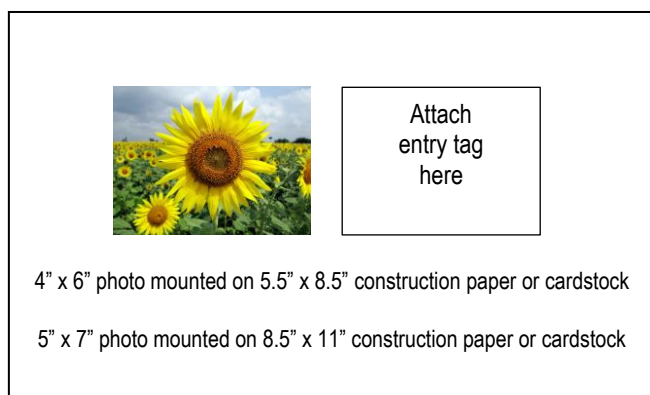 Attach
entry tag
here
4” x 6” photo mounted on 5.5” x 8.5” construction paper or cardstock
5” x 7” photo mounted on 8.5” x 11” construction paper or cardstock